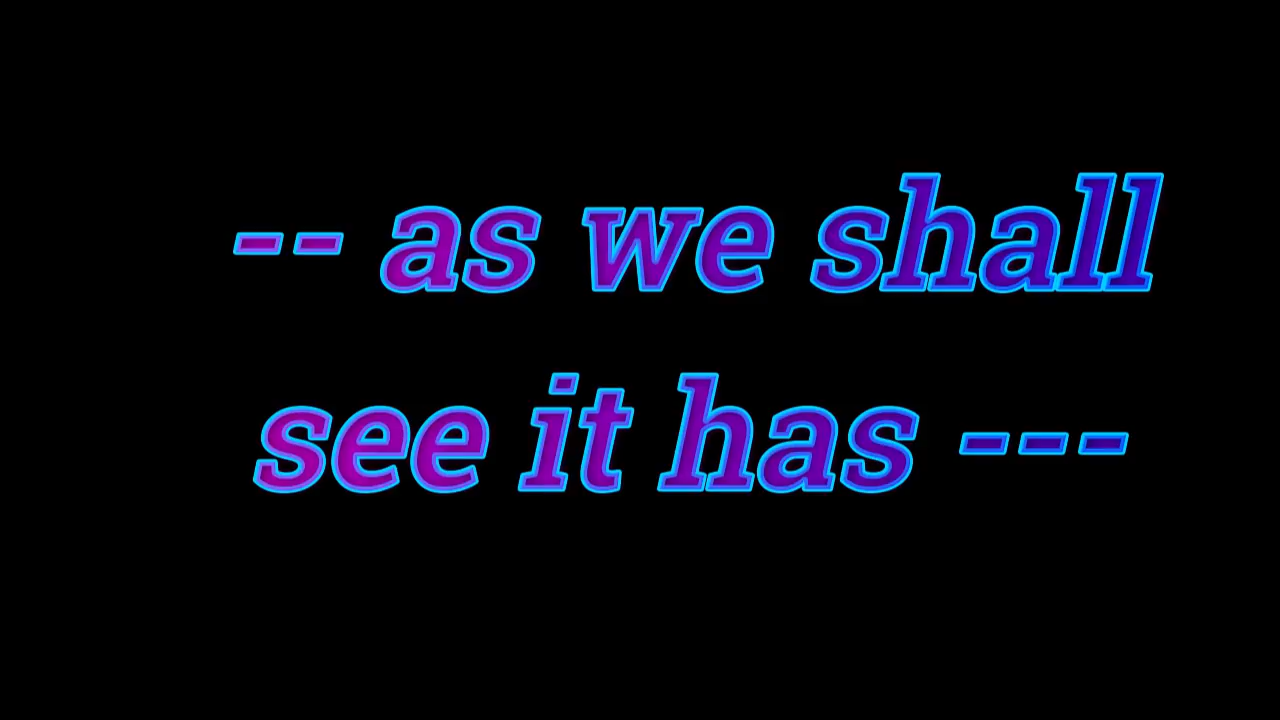 -- as we shall
see it has ---